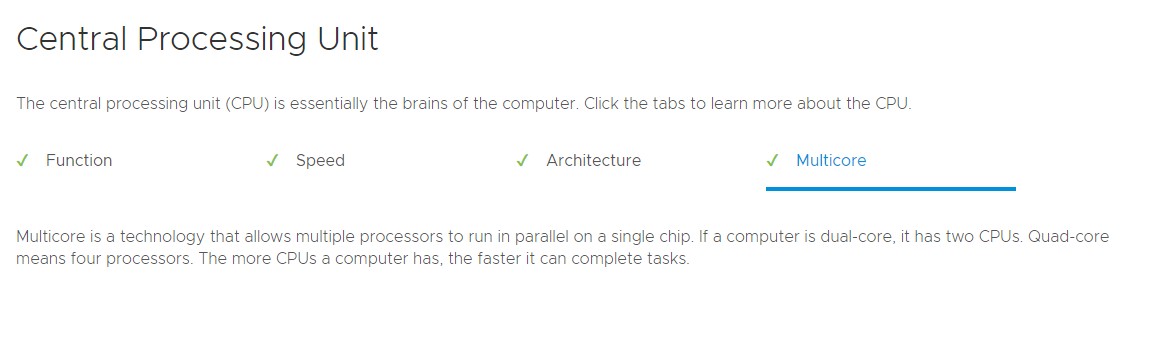 Central Processing Unit
The central processing unit (CPU) is essentially the brains of the computer. Click the tabs to learn more about the CPU.
✓ Function ✓ Speed ✓ Architecture ✓ Multicore
Multicore is a technology that allows multiple processors to run in parallel on a single chip. If a computer is dual-core, it has two CPUs. Quad-core
means four processors. The more CPUs a computer has, the faster it can complete tasks.